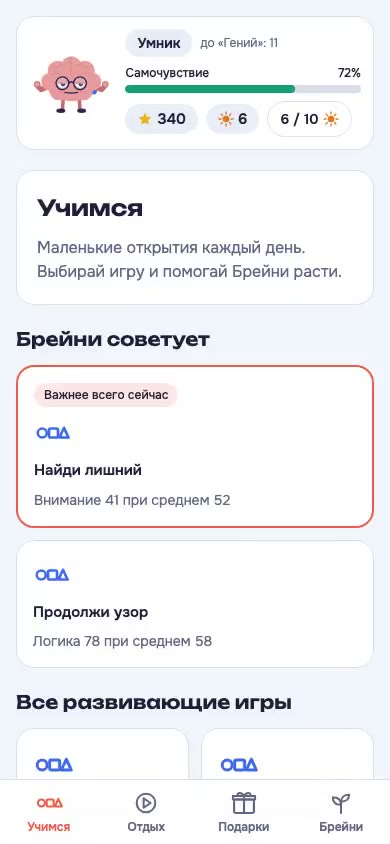 Умник
до «Гений»: 11
Самочувствие 72%
340 6 6 / 10
Учимся
Маленькие открытия каждый день.
Выбирай игру и помогай Брейни расти.
Брейни советует
Важнее всего сейчас
Найди лишний
Внимание 41 при среднем 52
Продолжи узор
Логика 78 при среднем 58
Все развивающие игры
Учимся Отдых Подарки Брейни